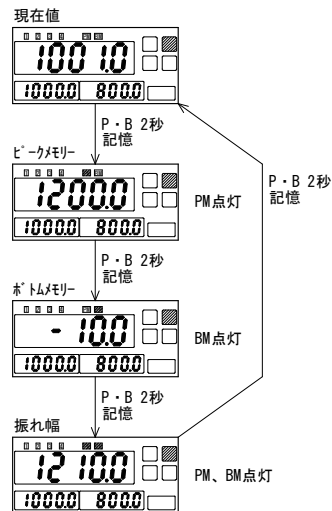 現在値
1001.0
1000.0 800.0
P・B 2秒
記憶
ﾋﾟｰｸﾒﾓﾘｰ
1200.0
1000.0 800.0
PM点灯
P・B 2秒
記憶
P・B 2秒
記憶
ﾎﾞﾄﾑﾒﾓﾘｰ
- 10.0
1000.0 800.0
BM点灯
P・B 2秒
記憶
振れ幅
1210.0
1000.0 800.0
PM、BM点灯